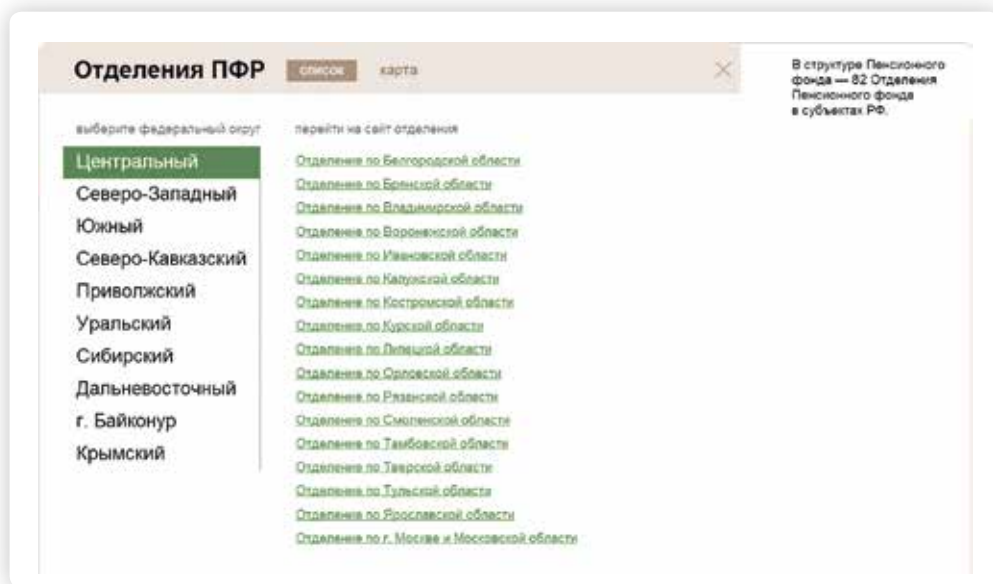 Отделения ПФР
список
карта
В структуре Пенсионного
фонда — 82 Отделения
Пенсионного фонда
в субъектах РФ.
выберите федеральный округ
Центральный
Северо-Западный
Южный
Северо-Кавказский
Приволжский
Уральский
Сибирский
Дальневосточный
г. Байконур
Крымский
перейти на сайт отделения
Отделение по Белгородской области
Отделение по Брянской области
Отделение по Владимирской области
Отделение по Воронежской области
Отделение по Ивановской области
Отделение по Калужской области
Отделение по Костромской области
Отделение по Курской области
Отделение по Липецкой области
Отделение по Орловской области
Отделение по Рязанской области
Отделение по Смоленской области
Отделение по Тамбовской области
Отделение по Тверской области
Отделение по Тульской области
Отделение по Ярославской области
Отделение по г. Москве и Московской области